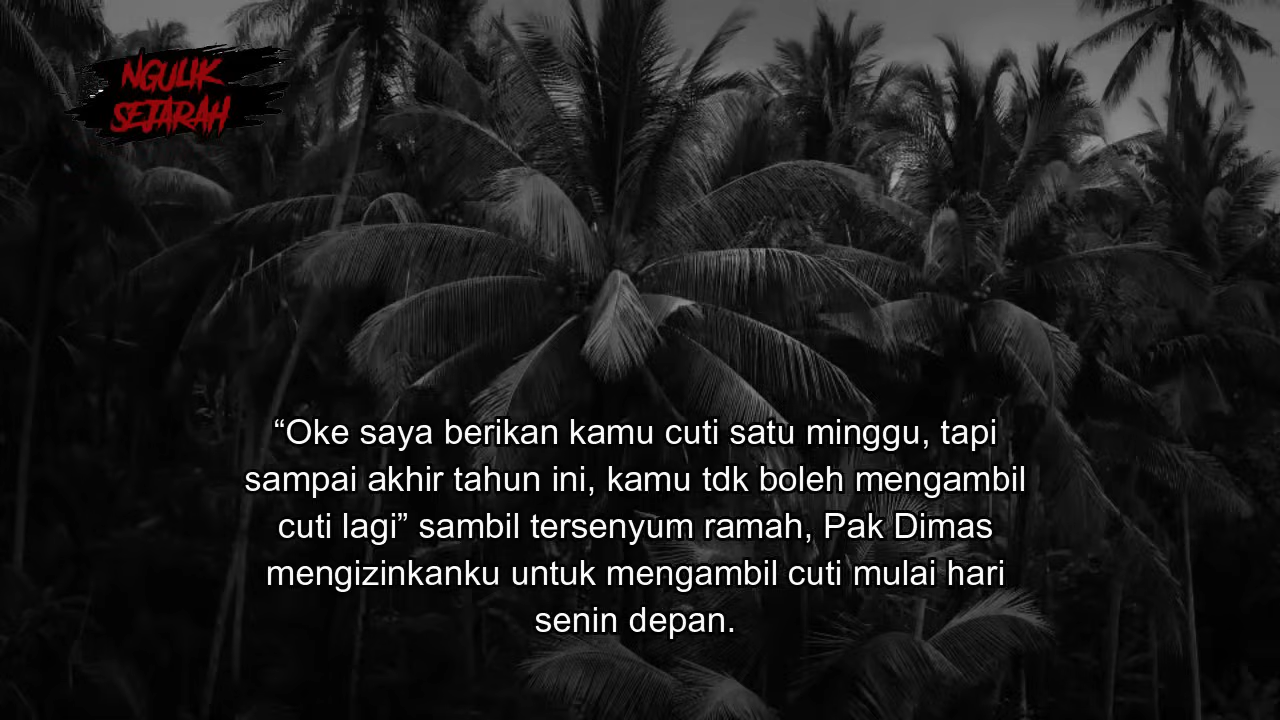 NGULIK
SEJARAH
“Oke saya berikan kamu cuti satu minggu, tapi
sampai akhir tahun ini, kamu tdk boleh mengambil
cuti lagi” sambil tersenyum ramah, Pak Dimas
mengizinkanku untuk mengambil cuti mulai hari
senin depan.